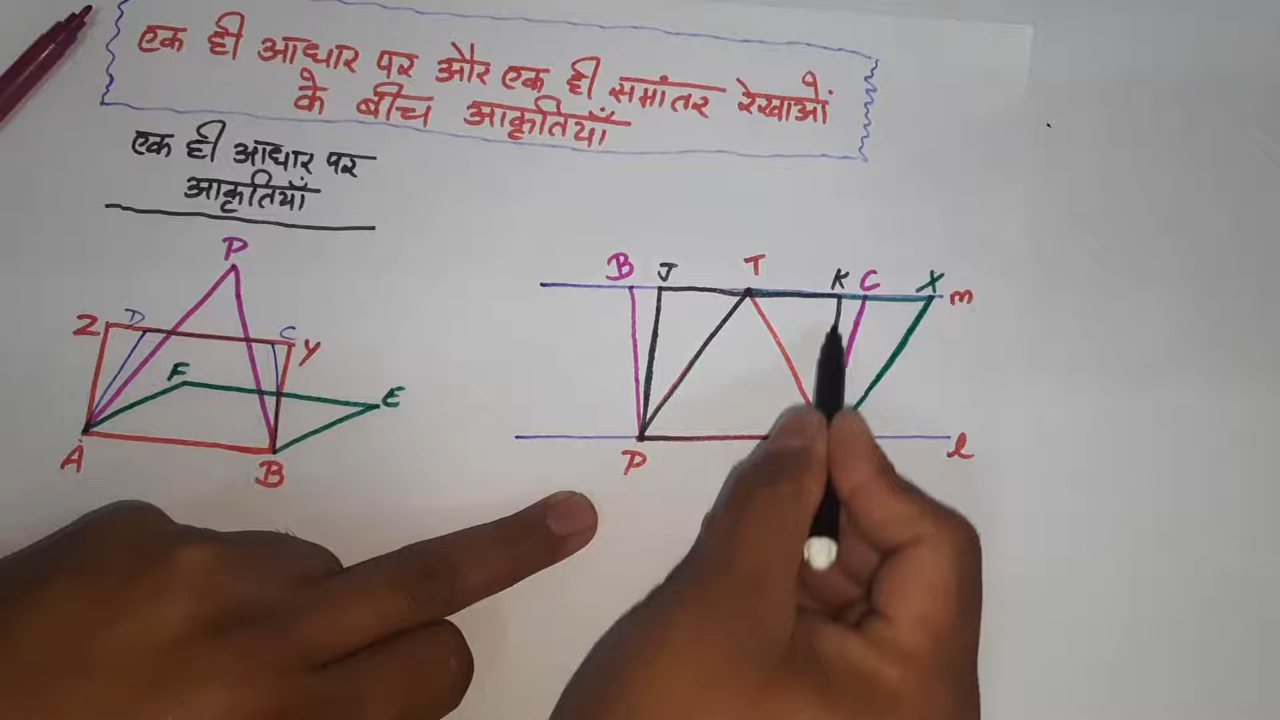 एक ही आधार पर और एक ही समांतर रेखाओं
के बीच आकृतियाँ
एक ही आधार पर
आकृतियाँ
P
Z D C Y
F E
A B
B J T K C X m
P l